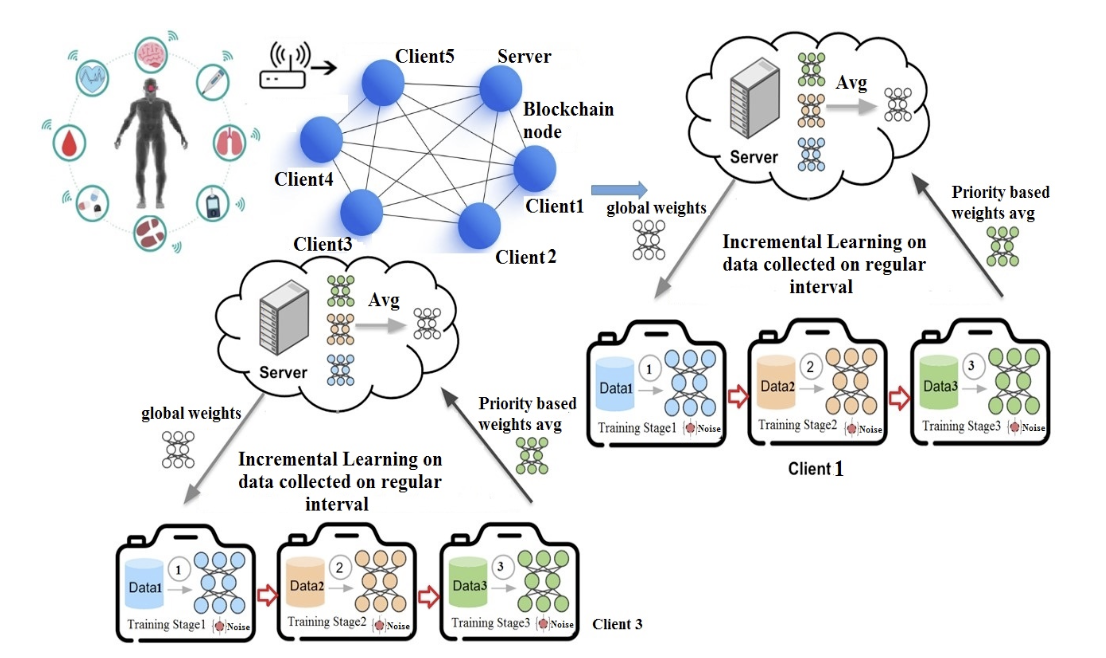 Client5
Server
Blockchain
node
Client4
Client1
Client3
Client 2
Avg
Server
global weights
Priority based
weights avg
Incremental Learning on
data collected on regular
interval
Data1
1
Training Stage1
Noise
Data2
2
Training Stage2
Noise
Data3
3
Training Stage3
Noise
Client 1
Avg
Server
global weights
Priority based
weights avg
Incremental Learning on
data collected on regular
interval
Data1
1
Training Stage1
Noise
Data2
2
Training Stage2
Noise
Data3
3
Training Stage3
Noise
Client 3